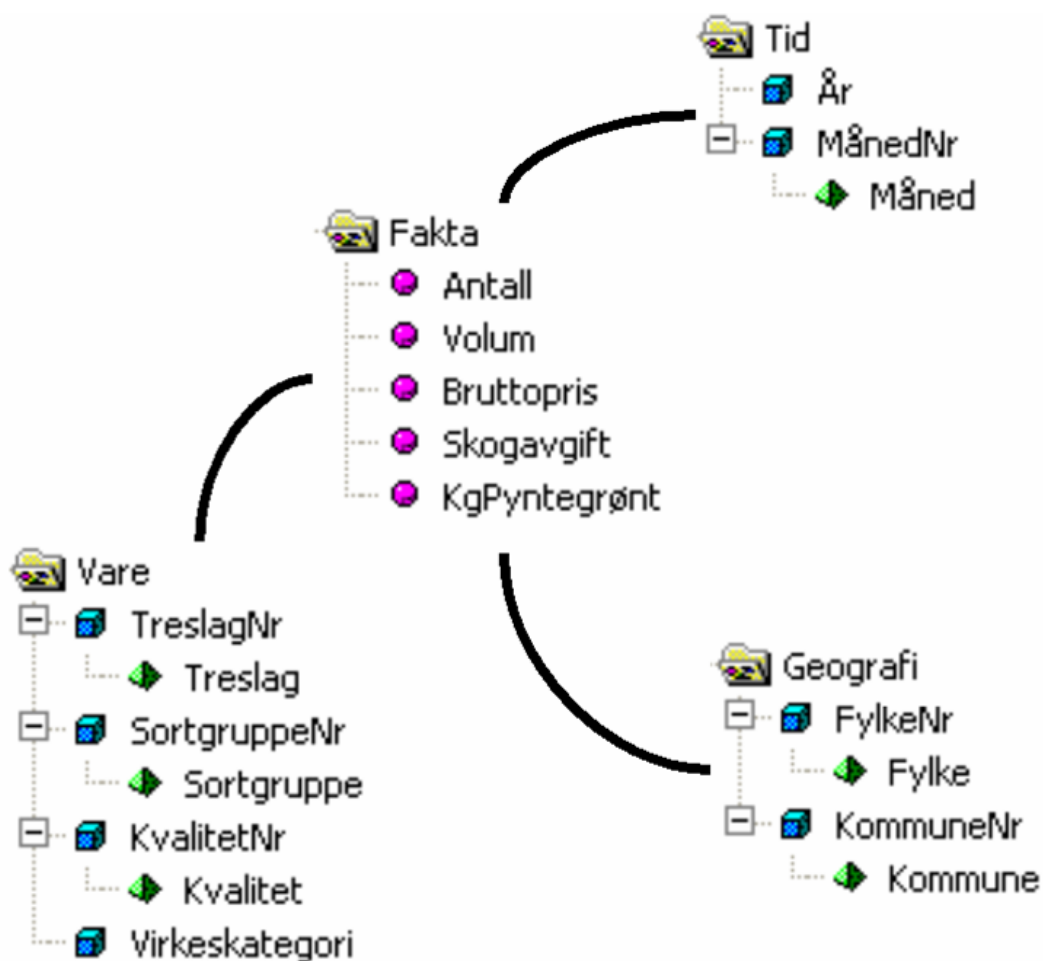 Tid
År
MånedNr
Måned
Fakta
Antall
Volum
Bruttopris
Skogavgift
KgPyntegrønt
Vare
TreslagNr
Treslag
SortgruppeNr
Sortgruppe
KvalitetNr
Kvalitet
Virkeskategori
Geografi
FylkeNr
Fylke
KommuneNr
Kommune